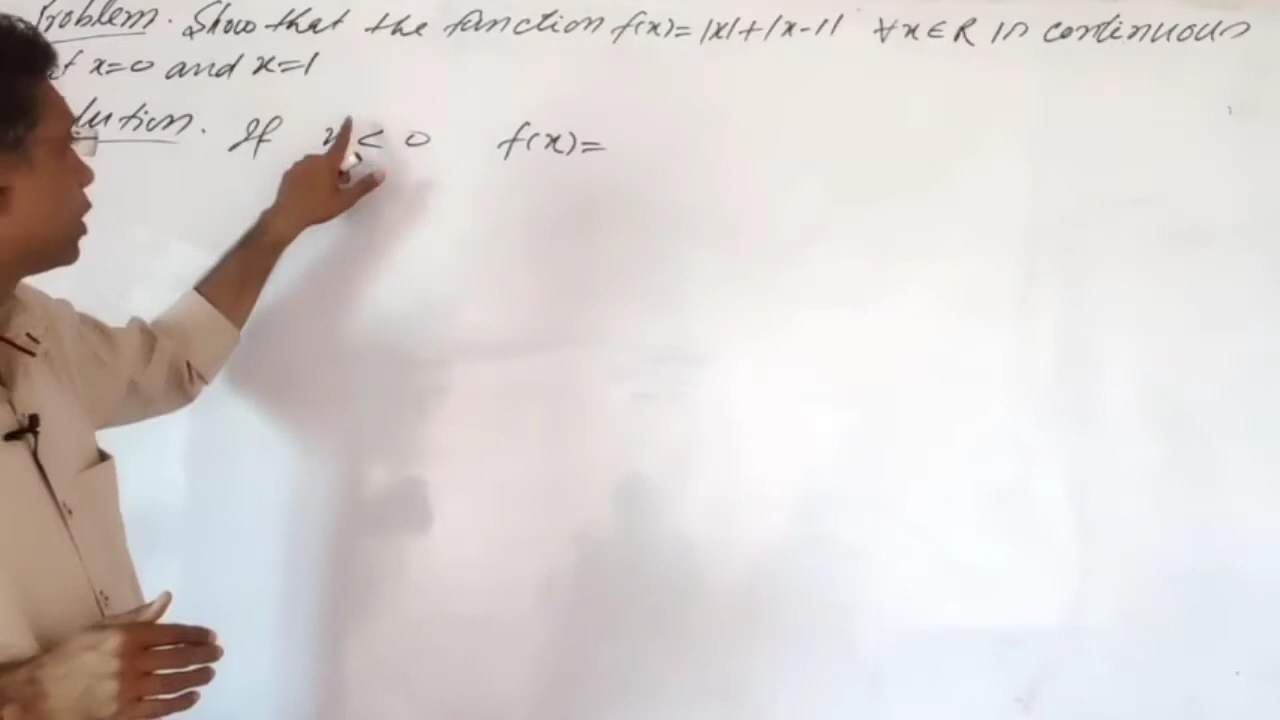 Problem. Show that the function f(x)=|x|+|x-1| ∀x∈R is continuous
at x=0 and x=1
Solution. If x < 0 f(x)=